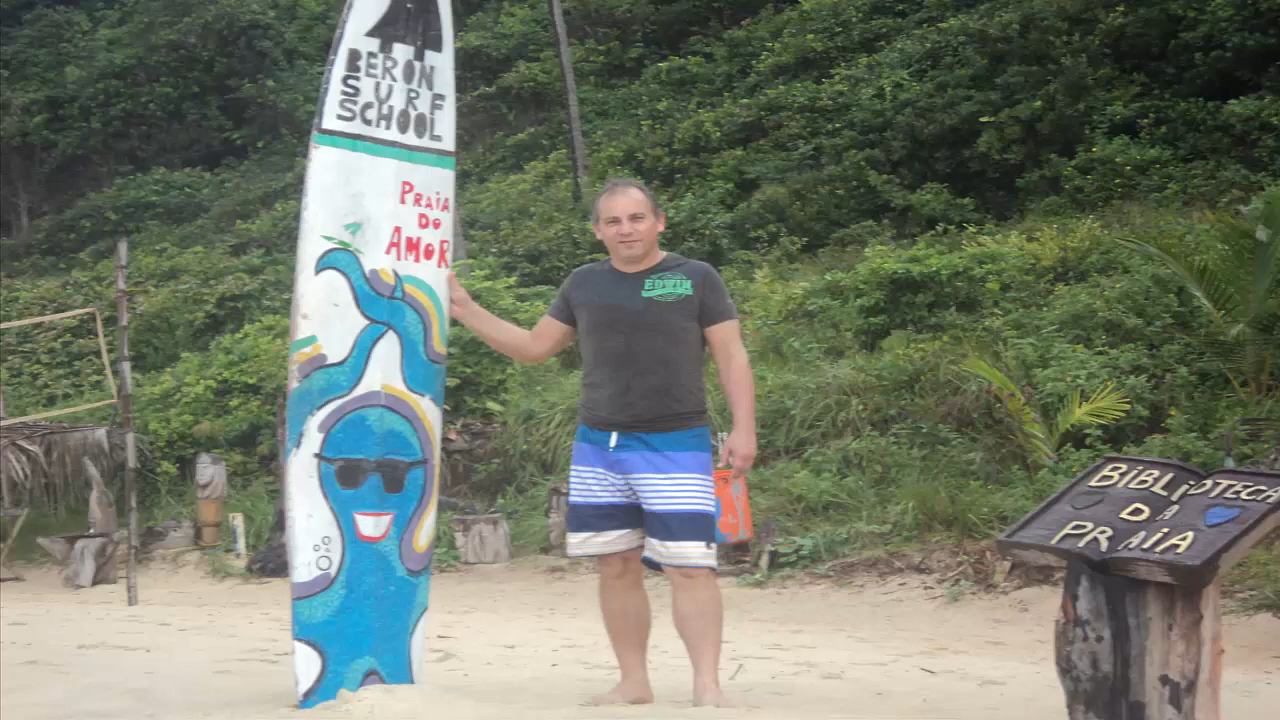 BERON
SURF
SCHOOL
PRAiA
DO
AMOR
EDWIN
BiBLiOTECA
DA
PRAiA